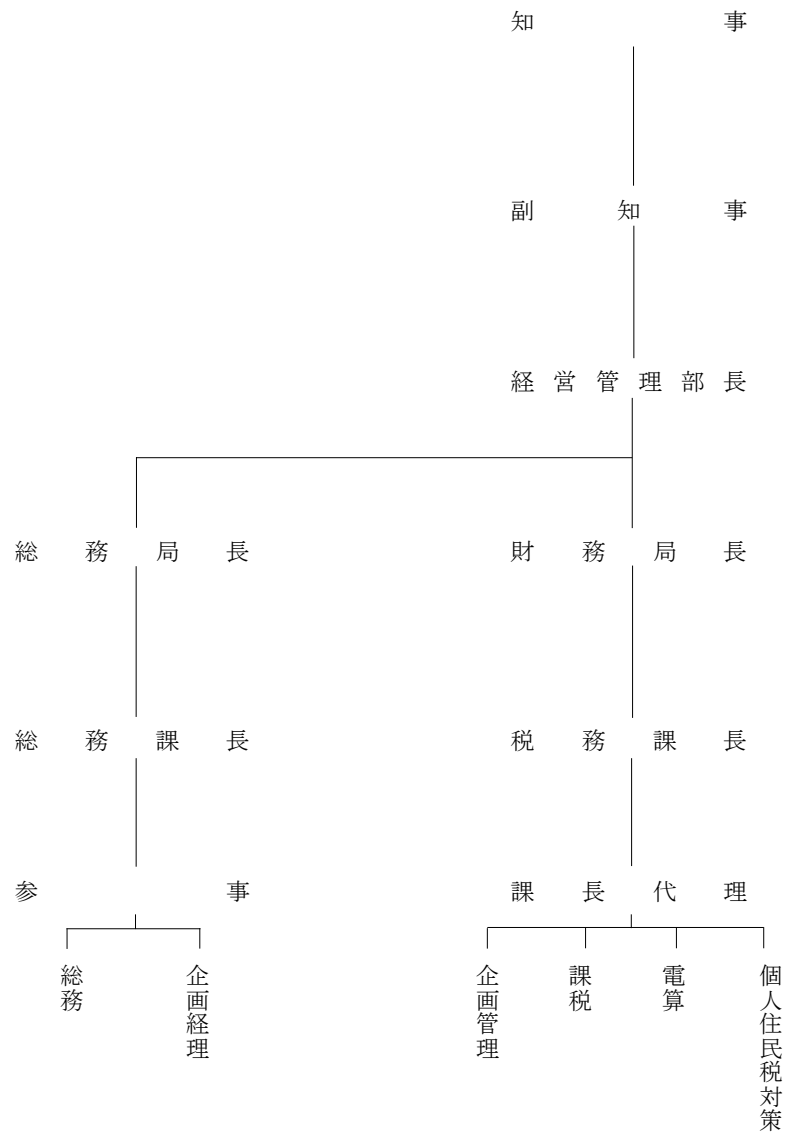 知事
副知事
経営管理部長
総務局長
財務局長
総務課長
税務課長
参事
課長代理
総務
企画経理
企画管理
課税
電算
個人住民税対策